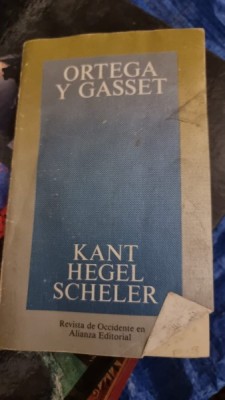 ORTEGA
Y GASSET
KANT
HEGEL
SCHELER
Revista de Occidente en
Alianza Editorial